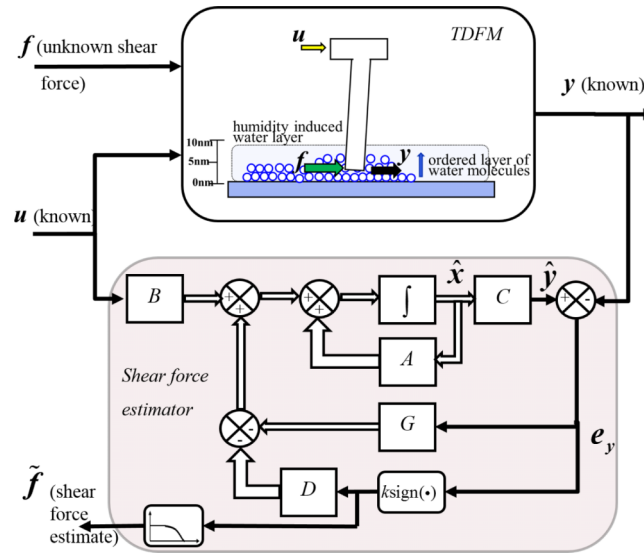 f (unknown shear
force)
u
TDFM
y (known)
10nm
5nm
0nm
humidity induced
water layer
f
y
ordered layer of
water molecules
u (known)
B
+
+
+
+
∫
x̂
C
ŷ
+
-
A
Shear force
estimator
-
-
G
e_y
D
ksign(•)
f̃ (shear
force
estimate)